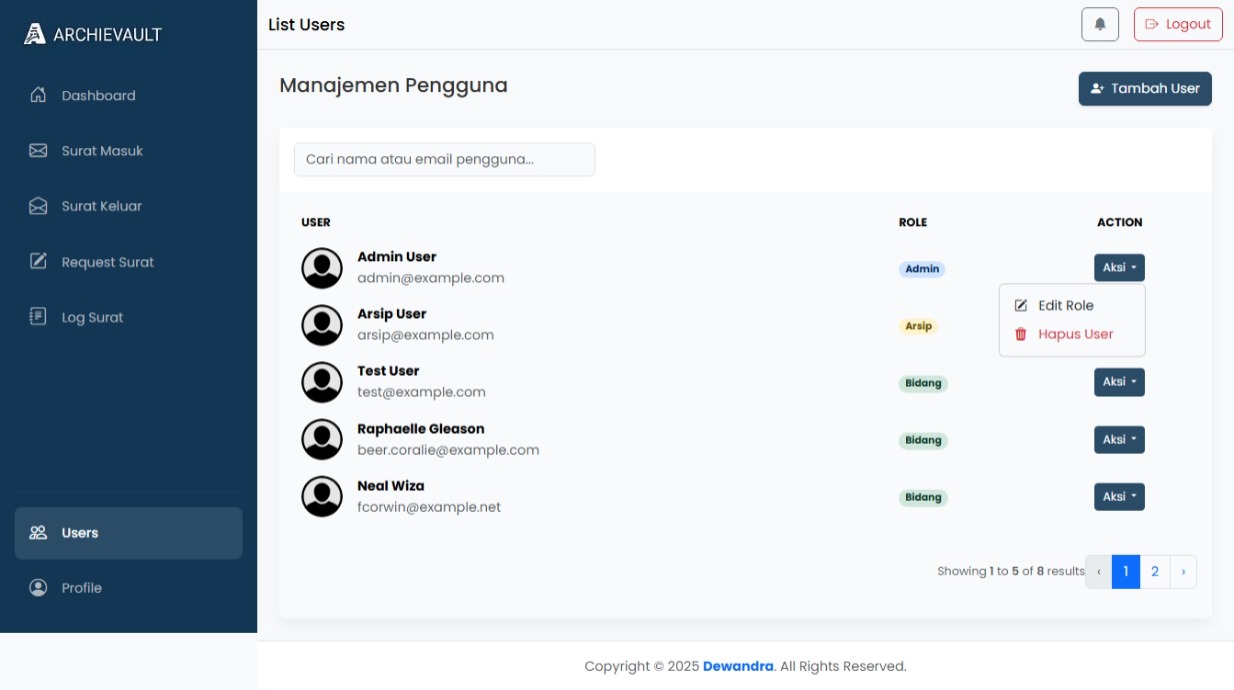 ARCHIEVAULT
List Users
Logout
Dashboard
Surat Masuk
Surat Keluar
Request Surat
Log Surat
Users
Profile
Manajemen Pengguna
Tambah User
Cari nama atau email pengguna...
USER ROLE ACTION
Admin User
admin@example.com
Admin
Aksi
Edit Role
Hapus User
Arsip User
arsip@example.com
Arsip
Test User
test@example.com
Bidang
Aksi
Raphaelle Gleason
beer.coralie@example.com
Bidang
Aksi
Neal Wiza
fcorwin@example.net
Bidang
Aksi
Showing 1 to 5 of 8 results ‹ 1 2 ›
Copyright © 2025 Dewandra. All Rights Reserved.